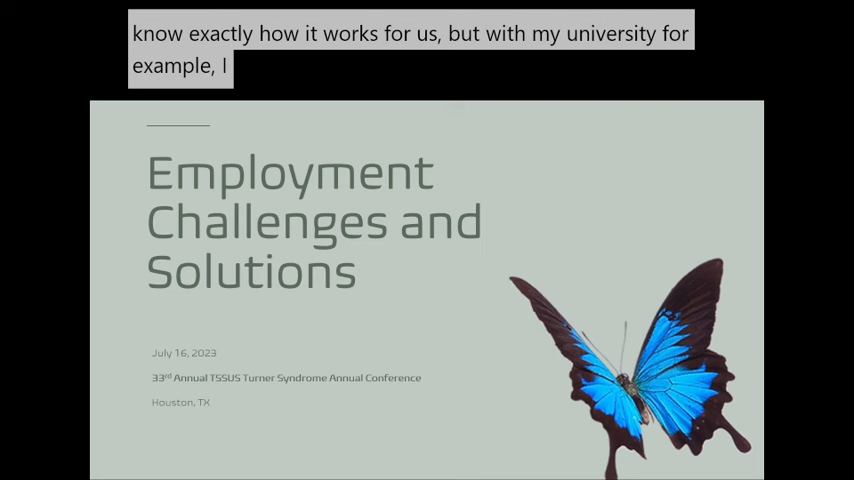 know exactly how it works for us, but with my university for
example, I
Employment
Challenges and
Solutions
July 16, 2023
33rd Annual TSSUS Turner Syndrome Annual Conference
Houston, TX